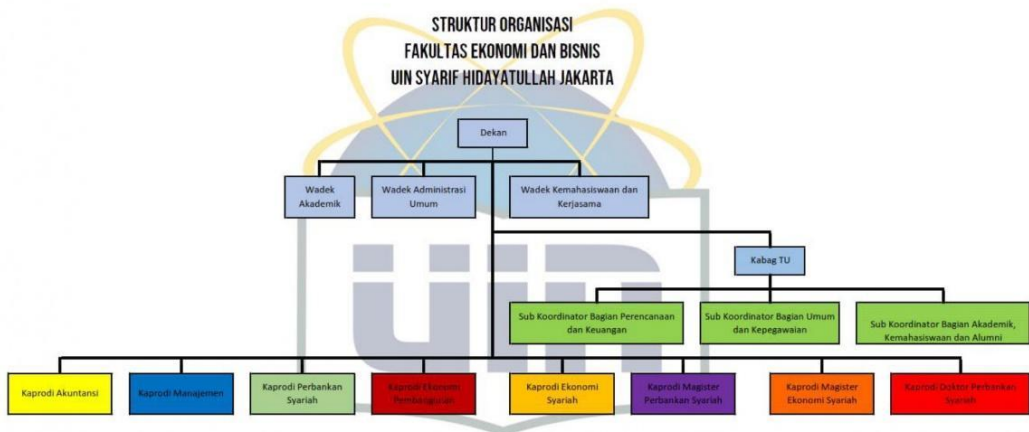 STRUKTUR ORGANISASI
FAKULTAS EKONOMI DAN BISNIS
UIN SYARIF HIDAYATULLAH JAKARTA
Dekan
Wadek
Akademik
Wadek Administrasi
Umum
Wadek Kemahasiswaan dan
Kerjasama
Kabag TU
Sub Koordinator Bagian Perencanaan
dan Keuangan
Sub Koordinator Bagian Umum
dan Kepegawaian
Sub Koordinator Bagian Akademik,
Kemahasiswaan dan Alumni
Kaprodi Akuntansi
Kaprodi Manajemen
Kaprodi Perbankan
Syariah
Kaprodi Ekonomi
Pembangunan
Kaprodi Ekonomi
Syariah
Kaprodi Magister
Perbankan Syariah
Kaprodi Magister
Ekonomi Syariah
Kaprodi Doktor Perbankan
Syariah
UIN